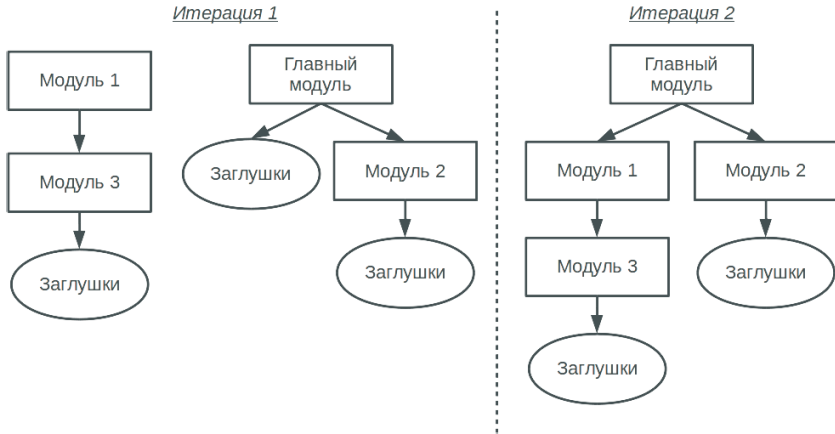 Итерация 1
Модуль 1
Модуль 3
Заглушки
Главный
модуль
Заглушки
Модуль 2
Заглушки
Итерация 2
Главный
модуль
Модуль 1
Модуль 2
Модуль 3
Заглушки
Заглушки